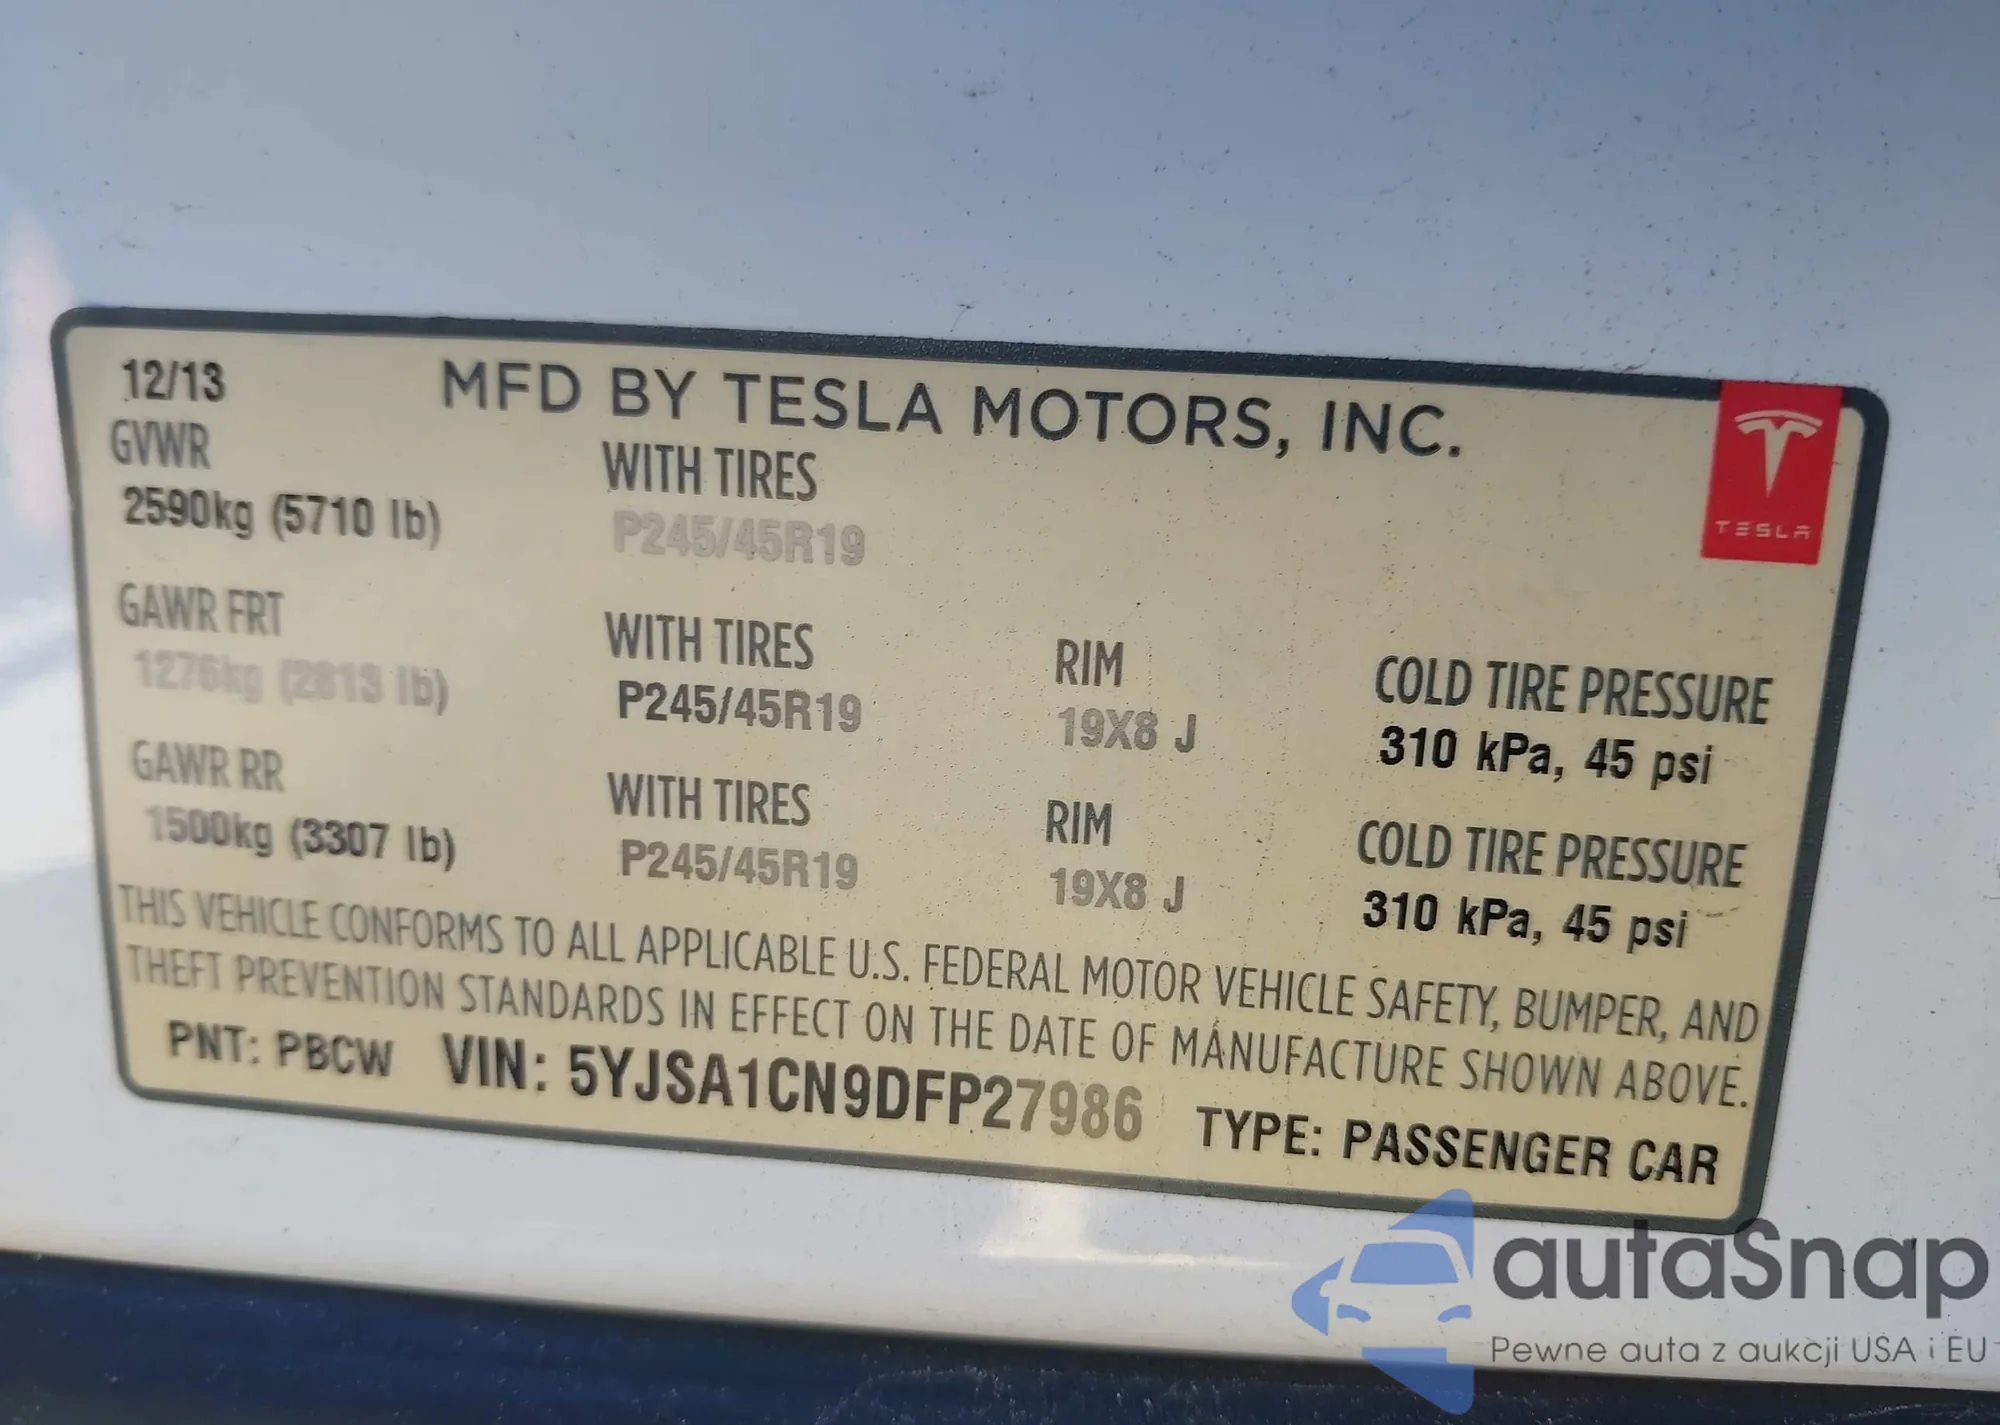 12/13 MFD BY TESLA MOTORS, INC.
TESLA
GVWR WITH TIRES
2590kg (5710 lb) P245/45R19
GAWR FRT WITH TIRES RIM COLD TIRE PRESSURE
1276kg (2813 lb) P245/45R19 19X8 J 310 kPa, 45 psi
GAWR RR WITH TIRES RIM COLD TIRE PRESSURE
1500kg (3307 lb) P245/45R19 19X8 J 310 kPa, 45 psi
THIS VEHICLE CONFORMS TO ALL APPLICABLE U.S. FEDERAL MOTOR VEHICLE SAFETY, BUMPER, AND
THEFT PREVENTION STANDARDS IN EFFECT ON THE DATE OF MANUFACTURE SHOWN ABOVE.
PNT: PBCW VIN: 5YJSA1CN9DFP27986 TYPE: PASSENGER CAR
autaSnap
Pewne auta z aukcji USA i EU